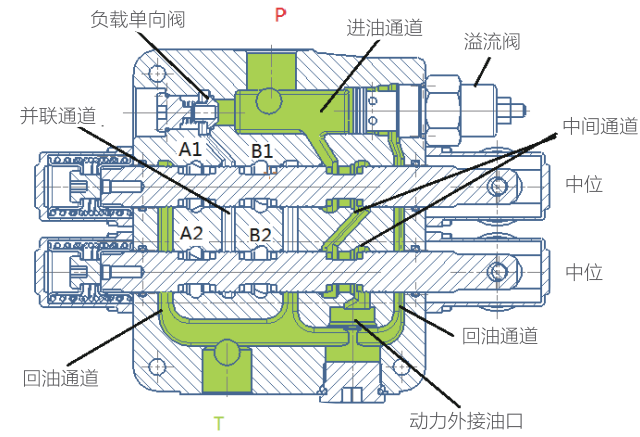 P
负载单向阀
进油通道
溢流阀
并联通道
中间通道
A1
B1
中位
A2
B2
中位
回油通道
回油通道
动力外接油口
T